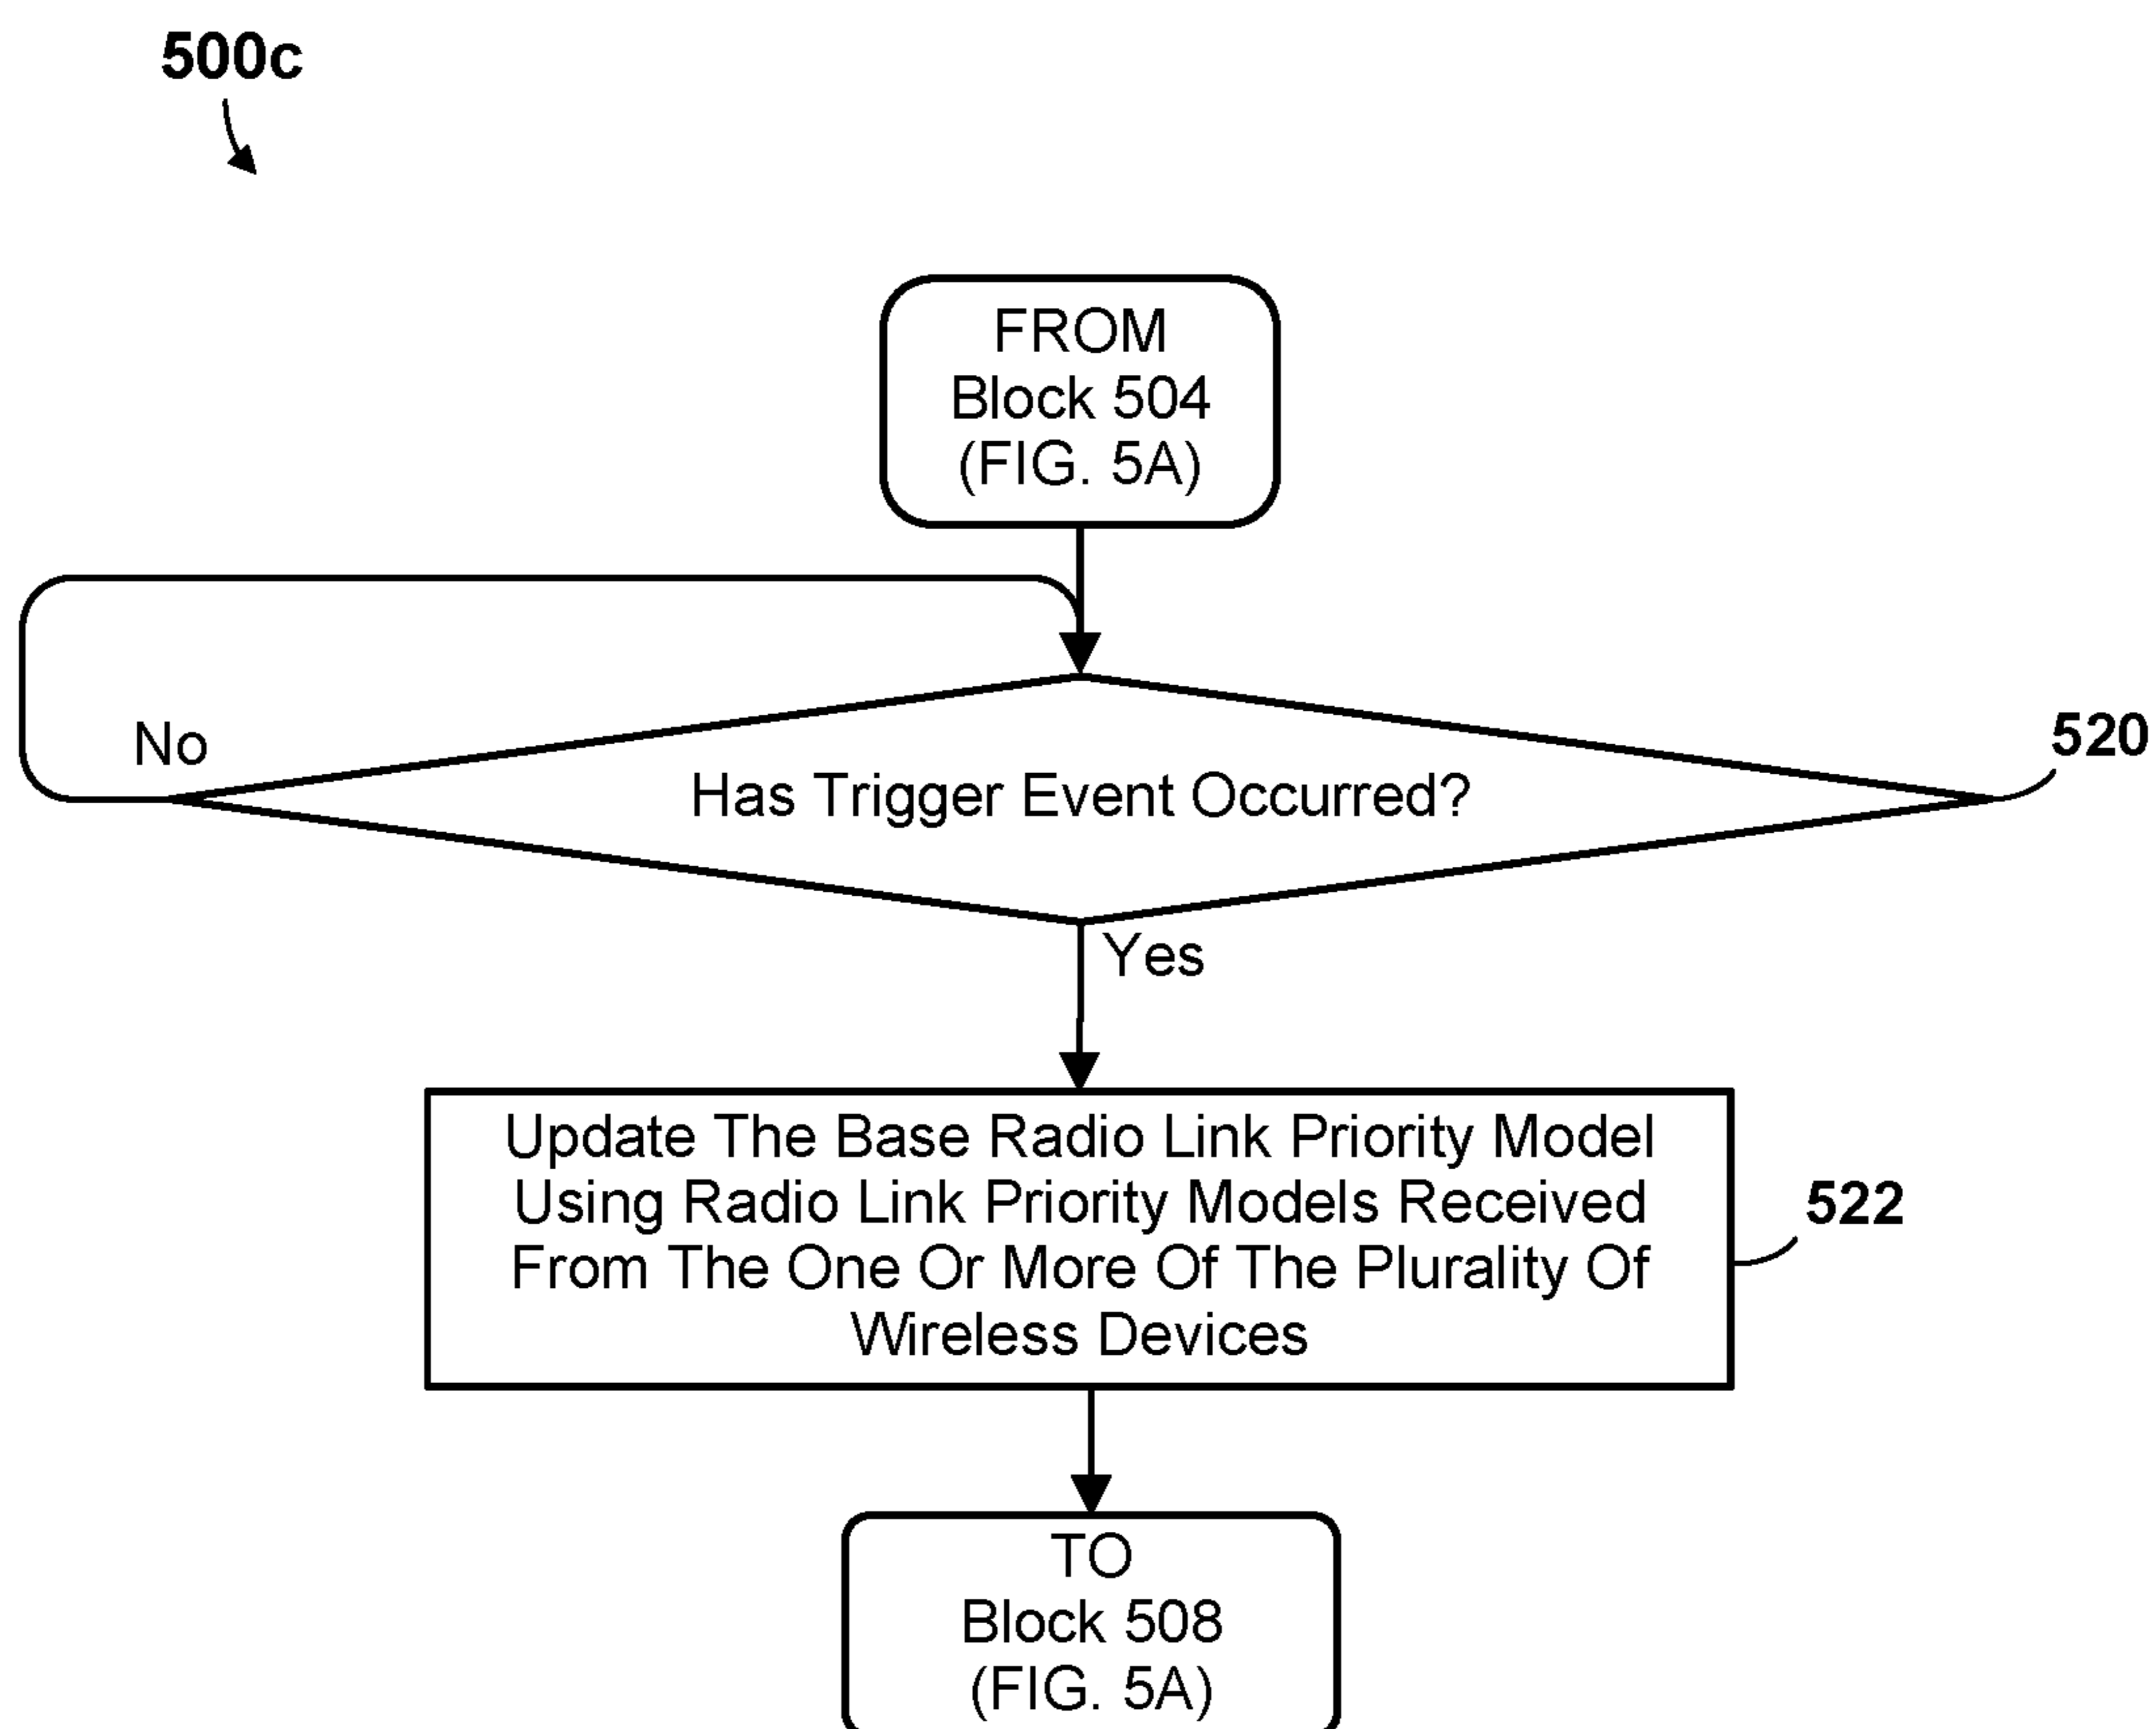 500c
FROM
Block 504
(FIG. 5A)
No
Has Trigger Event Occurred?
520
Yes
Update The Base Radio Link Priority Model
Using Radio Link Priority Models Received
From The One Or More Of The Plurality Of
Wireless Devices
522
TO
Block 508
(FIG. 5A)